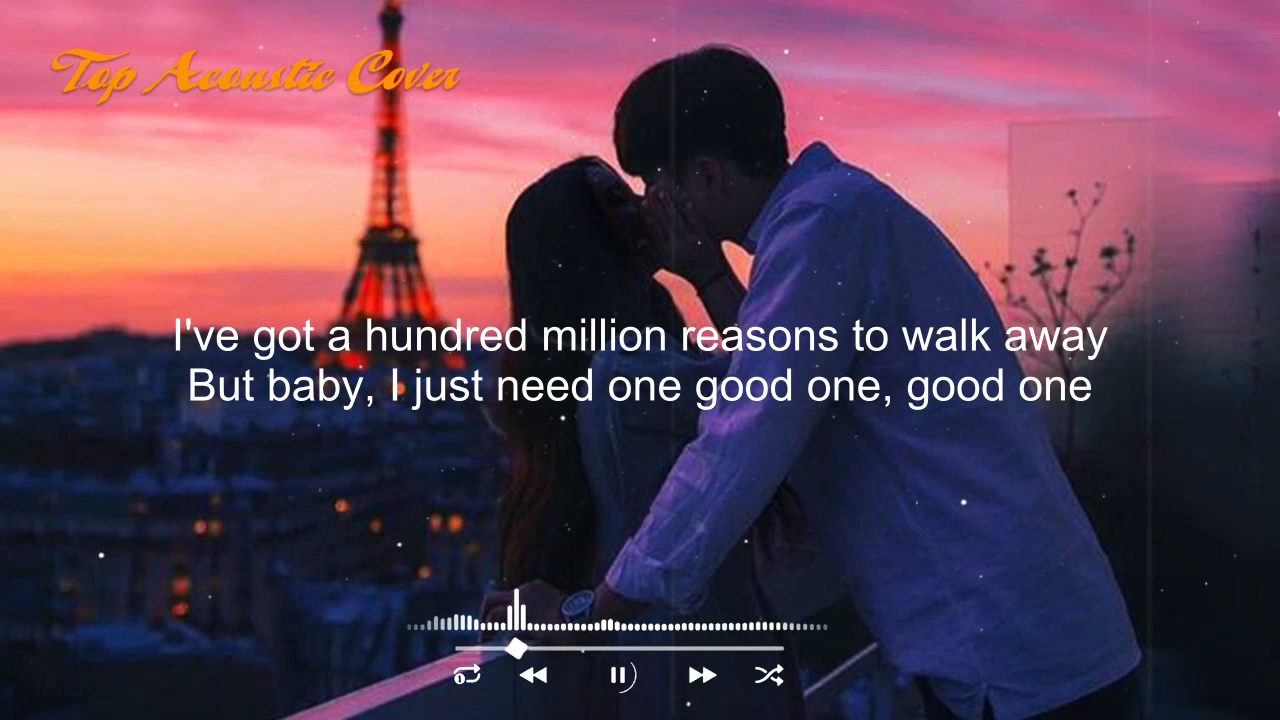 Top Acoustic Cover
I've got a hundred million reasons to walk away
But baby, I just need one good one, good one